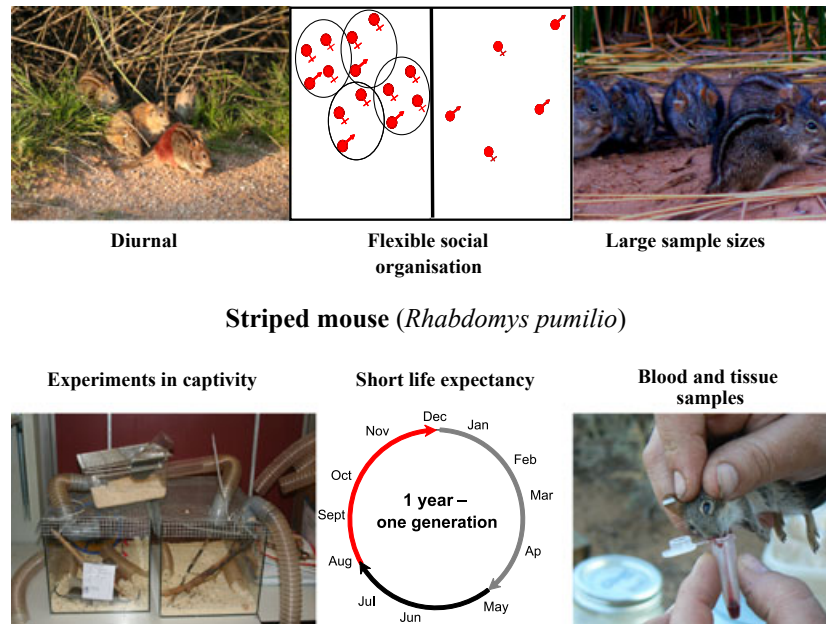 Diurnal
Flexible social
organisation
Large sample sizes
Striped mouse (Rhabdomys pumilio)
Experiments in captivity
Short life expectancy
Blood and tissue
samples
Dec
Jan
Feb
Mar
Ap
May
Jun
Jul
Aug
Sept
Oct
Nov
1 year –
one generation